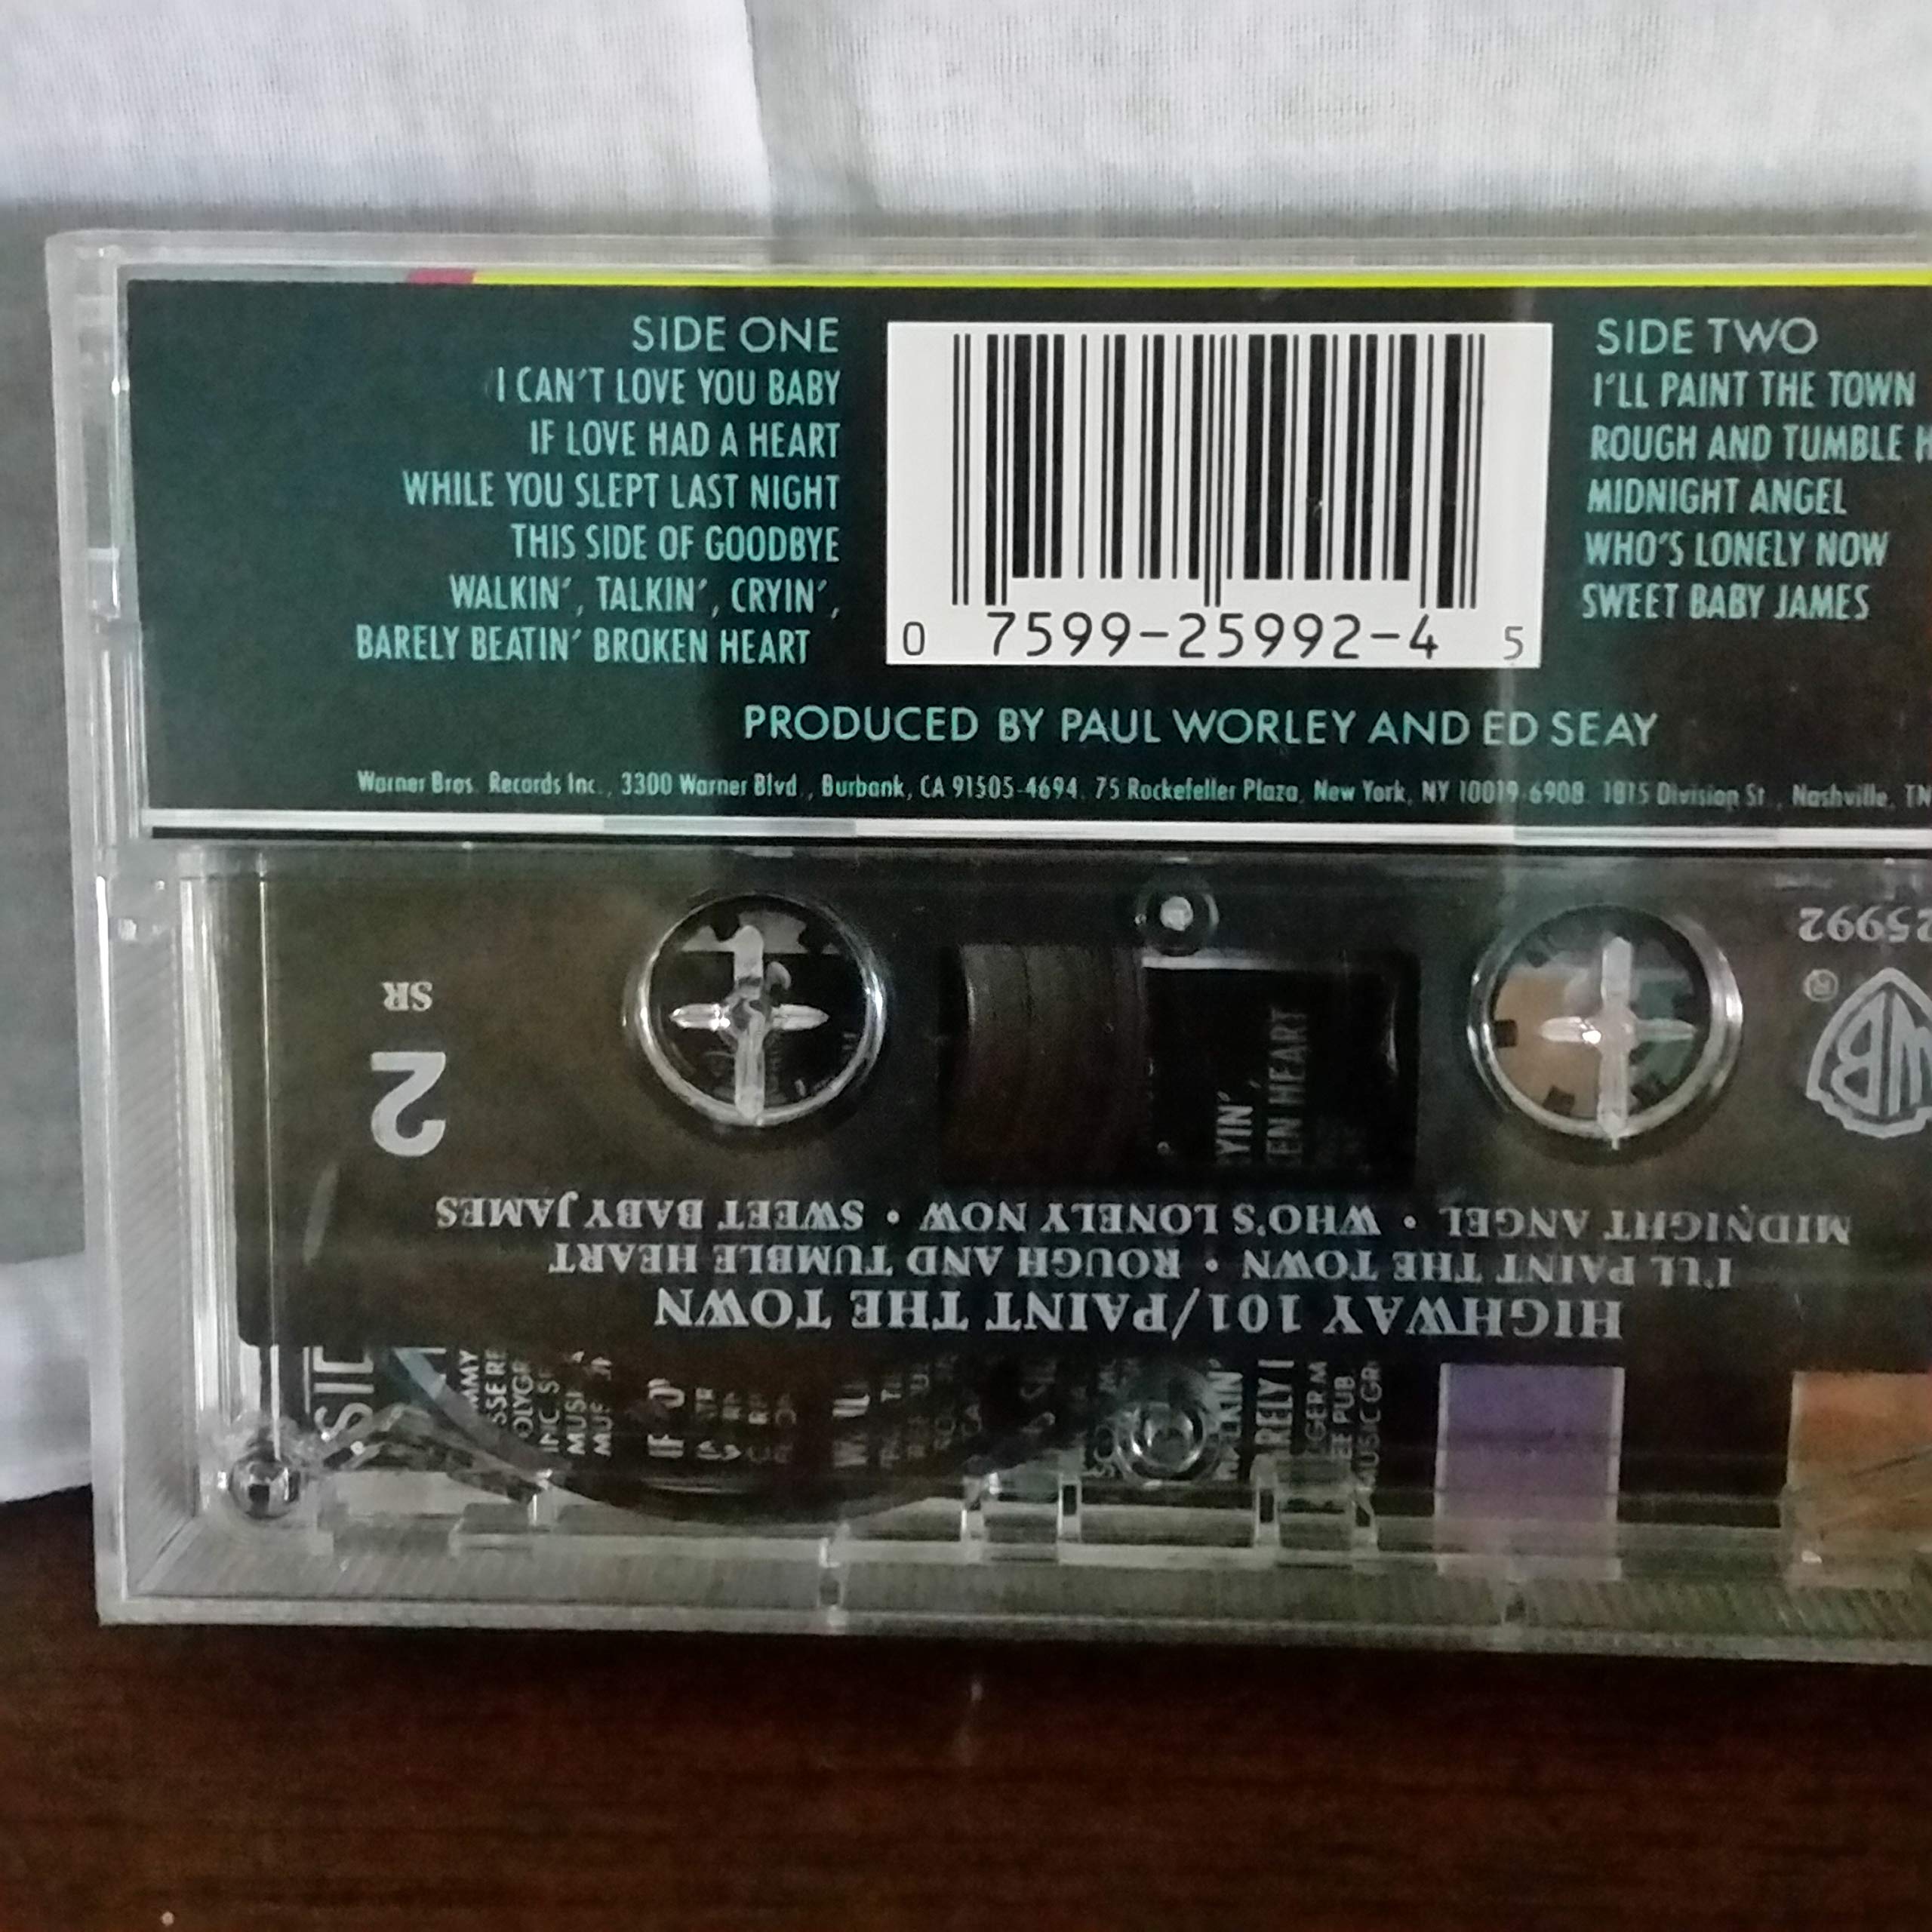 SIDE ONE
I CAN'T LOVE YOU BABY
IF LOVE HAD A HEART
WHILE YOU SLEPT LAST NIGHT
THIS SIDE OF GOODBYE
WALKIN', TALKIN', CRYIN',
BARELY BEATIN' BROKEN HEART
0 7599-25992-4 5
SIDE TWO
I'LL PAINT THE TOWN
ROUGH AND TUMBLE
MIDNIGHT ANGEL
WHO'S LONELY NOW
SWEET BABY JAMES
PRODUCED BY PAUL WORLEY AND ED SEAY
Warner Bros. Records Inc., 3300 Warner Blvd., Burbank, CA 91505-4694. 75 Rockefeller Plaza, New York, NY 10019-6908. 1815 Division St., Nashville, TN
HIGHWAY 101/PAINT THE TOWN
I'LL PAINT THE TOWN • ROUGH AND TUMBLE HEART
MIDNIGHT ANGEL • WHO'S LONELY NOW • SWEET BABY JAMES
2
SR
WB
®
25992
YIN',
EN HEART